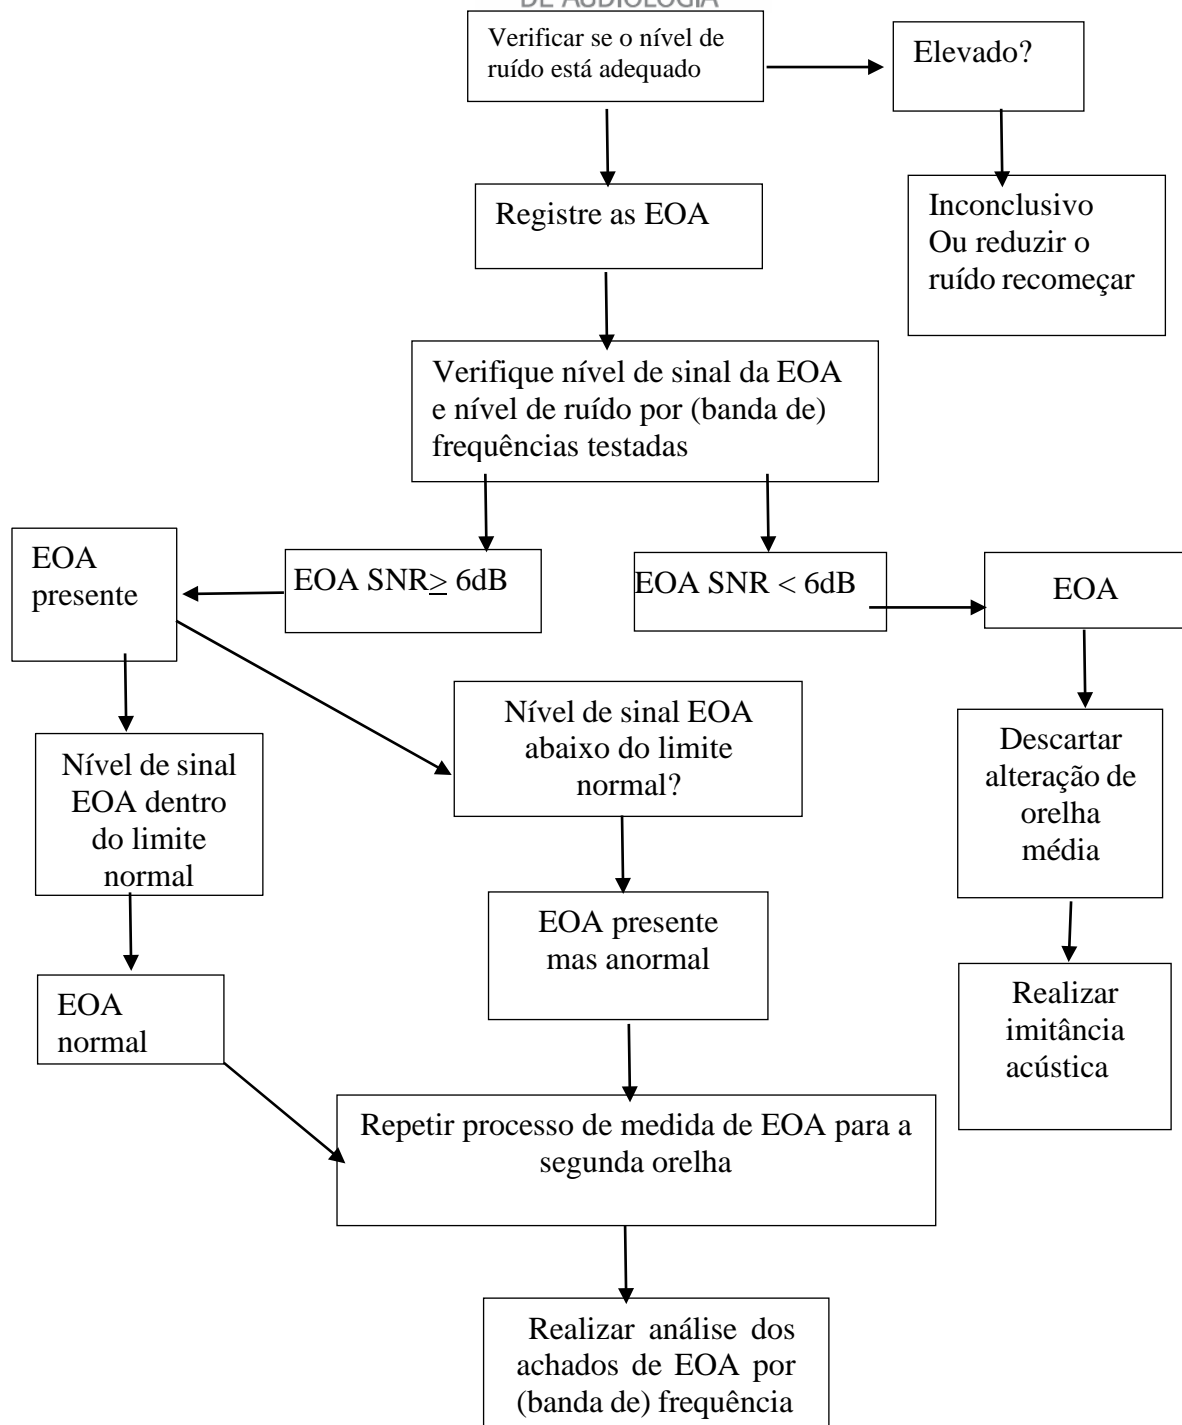 DE AUDIOLOGIA
Verificar se o nível de
ruído está adequado
Elevado?
Registre as EOA
Inconclusivo
Ou reduzir o
ruído recomeçar
Verifique nível de sinal da EOA
e nível de ruído por (banda de)
frequências testadas
EOA
presente
EOA SNR≥ 6dB
EOA SNR < 6dB
EOA
Nível de sinal
EOA dentro
do limite
normal
Nível de sinal EOA
abaixo do limite
normal?
Descartar
alteração de
orelha
média
EOA
normal
EOA presente
mas anormal
Realizar
imitância
acústica
Repetir processo de medida de EOA para a
segunda orelha
Realizar análise dos
achados de EOA por
(banda de) frequência